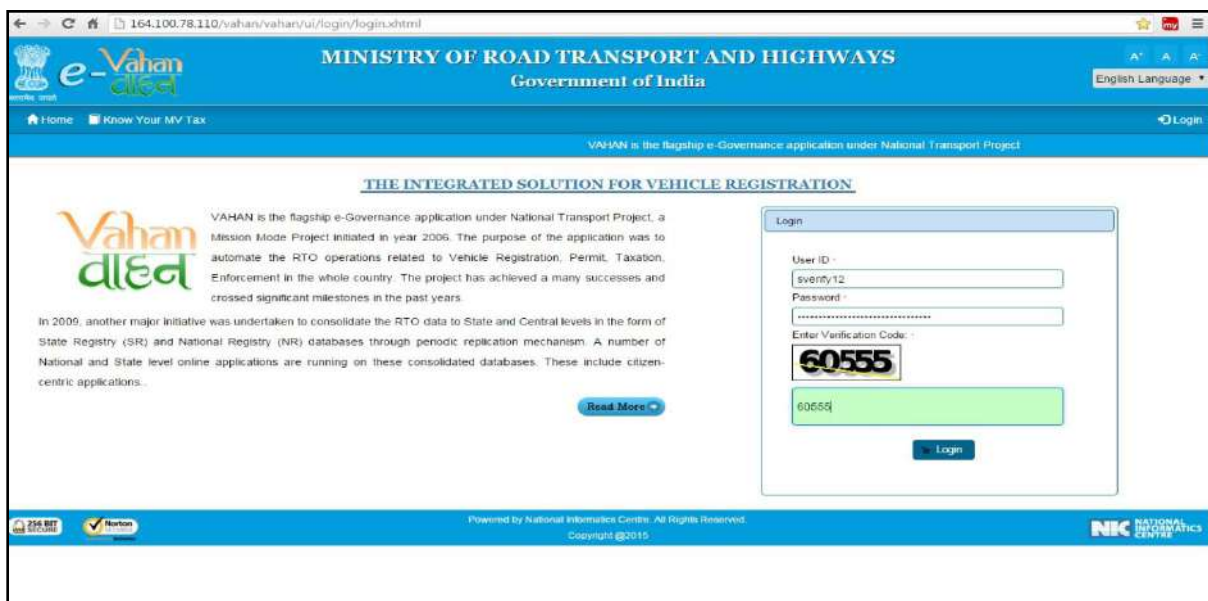 164.100.78.110/vahan/vahan/ui/login/login.xhtml
my
e-Vahan
वाहन
MINISTRY OF ROAD TRANSPORT AND HIGHWAYS
Government of India
A+ A A-
English Language
Home Know Your MV Tax
Login
VAHAN is the flagship e-Governance application under National Transport Project
THE INTEGRATED SOLUTION FOR VEHICLE REGISTRATION
Vahan
वाहन
VAHAN is the flagship e-Governance application under National Transport Project, a
Mission Mode Project initiated in year 2006. The purpose of the application was to
automate the RTO operations related to Vehicle Registration, Permit, Taxation,
Enforcement in the whole country. The project has achieved a many successes and
crossed significant milestones in the past years.
In 2009, another major initiative was undertaken to consolidate the RTO data to State and Central levels in the form of
State Registry (SR) and National Registry (NR) databases through periodic replication mechanism. A number of
National and State level online applications are running on these consolidated databases. These include citizen-
centric applications..
Read More
Login
User ID
sverify12
Password
Enter Verification Code:
60555
60555
Login
256 BIT
SECURE
Norton
Powered by National Informatics Centre. All Rights Reserved.
Copyright @2015
NIC NATIONAL
INFORMATICS
CENTRE